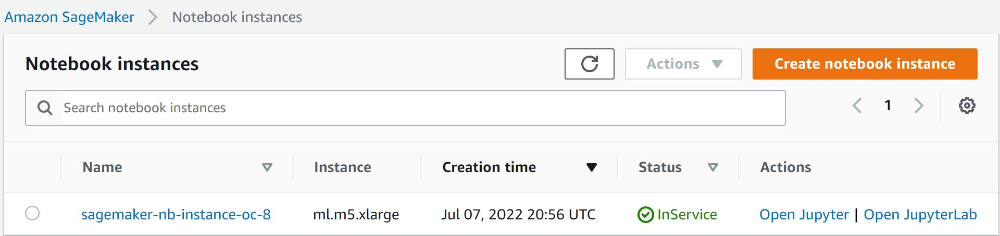 Amazon SageMaker > Notebook instances
Notebook instances
Actions
Create notebook instance
Search notebook instances
1
Name Instance Creation time Status Actions
sagemaker-nb-instance-oc-8 ml.m5.xlarge Jul 07, 2022 20:56 UTC InService Open Jupyter | Open JupyterLab